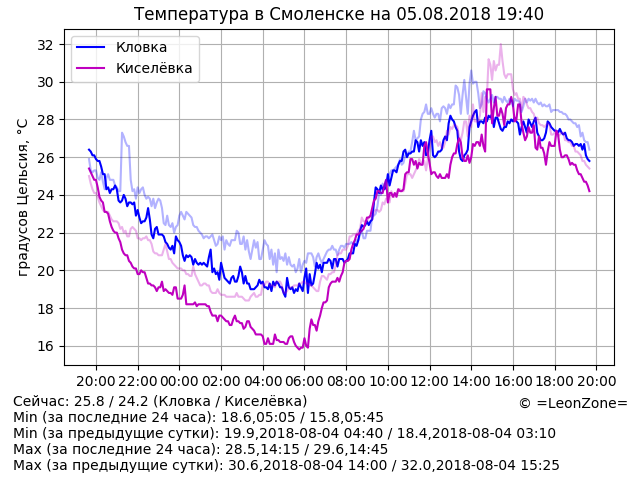 Температура в Смоленске на 05.08.2018 19:40
Кловка
Киселёвка
градусов Цельсия, °C
32
30
28
26
24
22
20
18
16
20:00 22:00 00:00 02:00 04:00 06:00 08:00 10:00 12:00 14:00 16:00 18:00 20:00
Сейчас: 25.8 / 24.2 (Кловка / Киселёвка)
© =LeonZone=
Min (за последние 24 часа): 18.6,05:05 / 15.8,05:45
Min (за предыдущие сутки): 19.9,2018-08-04 04:40 / 18.4,2018-08-04 03:10
Max (за последние 24 часа): 28.5,14:15 / 29.6,14:45
Max (за предыдущие сутки): 30.6,2018-08-04 14:00 / 32.0,2018-08-04 15:25